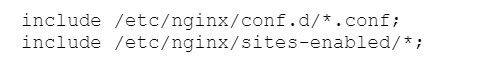 include /etc/nginx/conf.d/*.conf;
include /etc/nginx/sites-enabled/*;